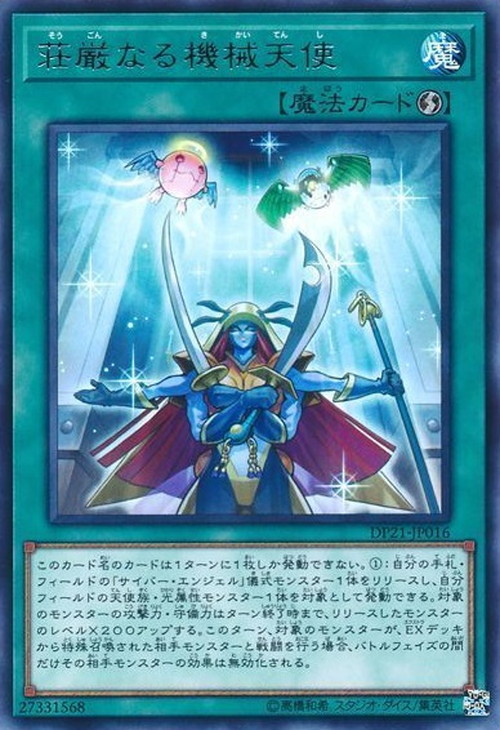 荘厳なる機械天使
魔
【魔法カード】
DP21-JP016
このカード名のカードは1ターンに1枚しか発動できない。①:自分の手札・
フィールドの「サイバー・エンジェル」儀式モンスター1体をリリースし、自分
フィールドの天使族・光属性モンスター1体を対象として発動できる。対象
のモンスターの攻撃力・守備力はターン終了時まで、リリースしたモンスター
のレベル×200アップする。このターン、対象のモンスターが、EXデッキ
から特殊召喚された相手モンスターと戦闘を行う場合、バトルフェイズの間
だけその相手モンスターの効果は無効化される。
27331568
©高橋和希 スタジオ・ダイス/集英社